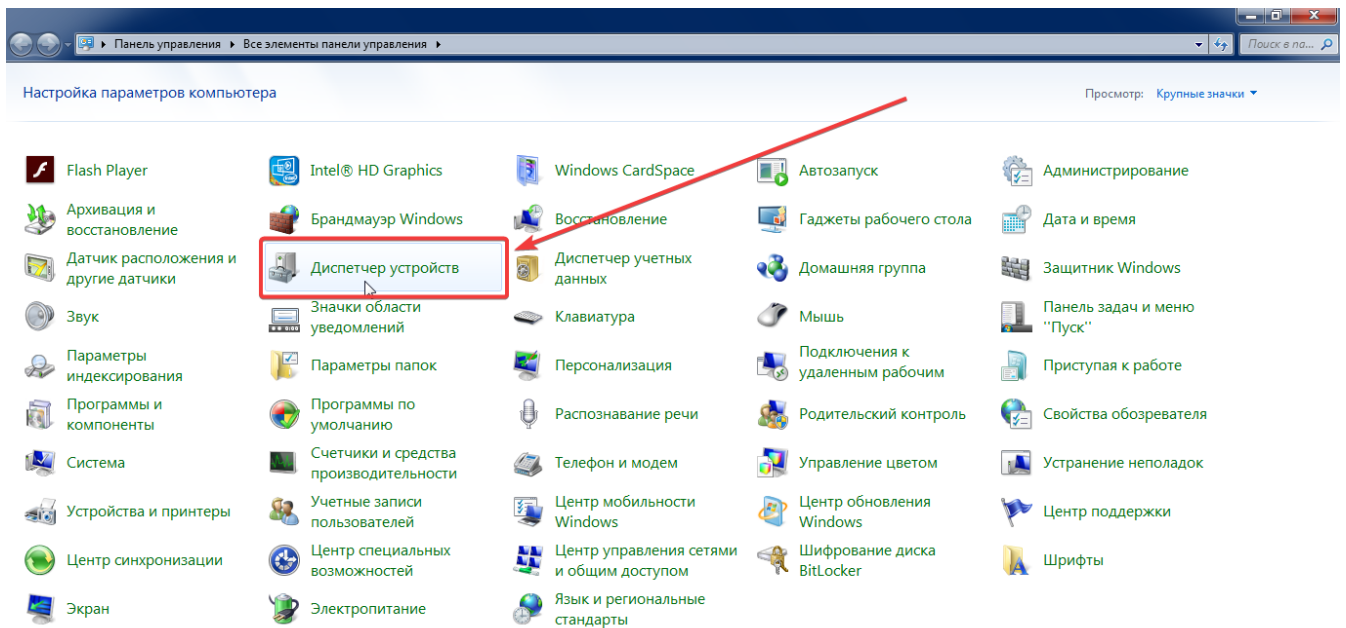 Панель управления ▸ Все элементы панели управления ▸
Поиск в па...
Настройка параметров компьютера
Просмотр: Крупные значки
Flash Player
Intel® HD Graphics
Windows CardSpace
Автозапуск
Администрирование
Архивация и
восстановление
Брандмауэр Windows
Восстановление
Гаджеты рабочего стола
Дата и время
Датчик расположения и
другие датчики
Диспетчер устройств
Диспетчер учетных
данных
Домашняя группа
Защитник Windows
Звук
Значки области
уведомлений
Клавиатура
Мышь
Панель задач и меню
''Пуск''
Параметры
индексирования
Параметры папок
Персонализация
Подключения к
удаленным рабочим
Приступая к работе
Программы и
компоненты
Программы по
умолчанию
Распознавание речи
Родительский контроль
Свойства обозревателя
Система
Счетчики и средства
производительности
Телефон и модем
Управление цветом
Устранение неполадок
Устройства и принтеры
Учетные записи
пользователей
Центр мобильности
Windows
Центр обновления
Windows
Центр поддержки
Центр синхронизации
Центр специальных
возможностей
Центр управления сетями
и общим доступом
Шифрование диска
BitLocker
Шрифты
Экран
Электропитание
Язык и региональные
стандарты